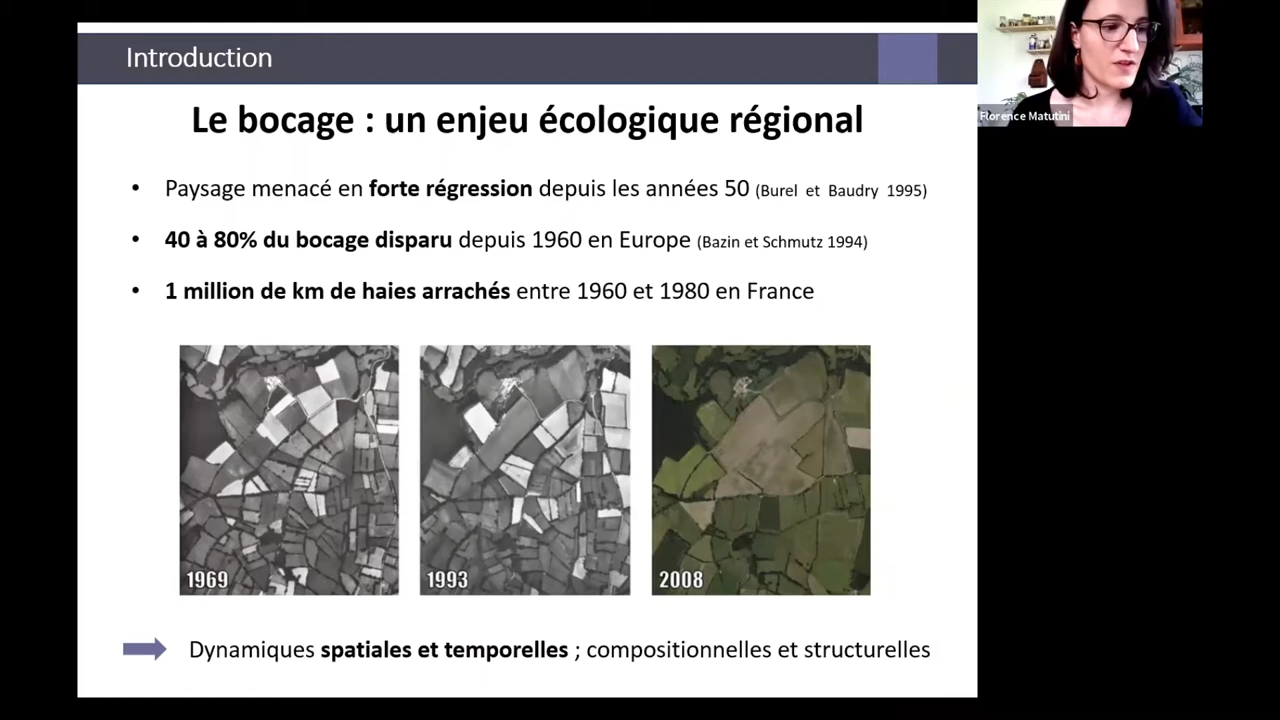 Introduction
Le bocage : un enjeu écologique régional
• Paysage menacé en forte régression depuis les années 50 (Burel et Baudry 1995)
• 40 à 80% du bocage disparu depuis 1960 en Europe (Bazin et Schmutz 1994)
• 1 million de km de haies arrachés entre 1960 et 1980 en France
1969
1993
2008
Dynamiques spatiales et temporelles ; compositionnelles et structurelles
Florence Matutini